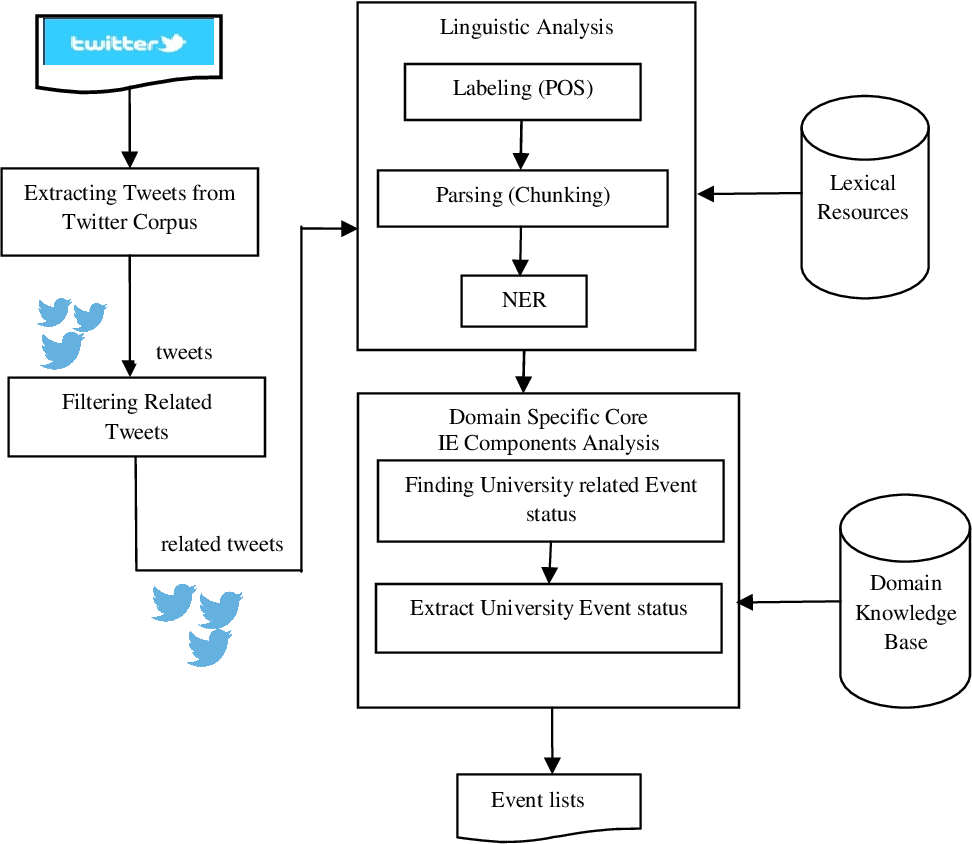 twitter
Extracting Tweets from
Twitter Corpus
tweets
Filtering Related
Tweets
related tweets
Linguistic Analysis
Labeling (POS)
Parsing (Chunking)
NER
Lexical
Resources
Domain Specific Core
IE Components Analysis
Finding University related Event
status
Extract University Event status
Domain
Knowledge
Base
Event lists